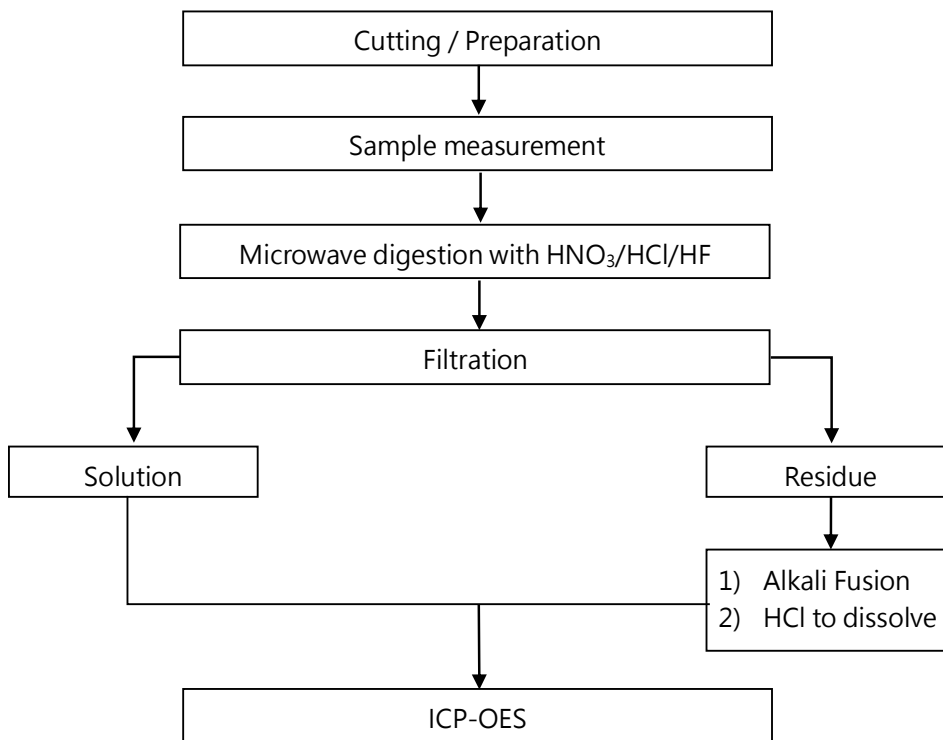 Cutting / Preparation
Sample measurement
Microwave digestion with HNO₃/HCl/HF
Filtration
Solution
Residue
1) Alkali Fusion
2) HCl to dissolve
ICP-OES